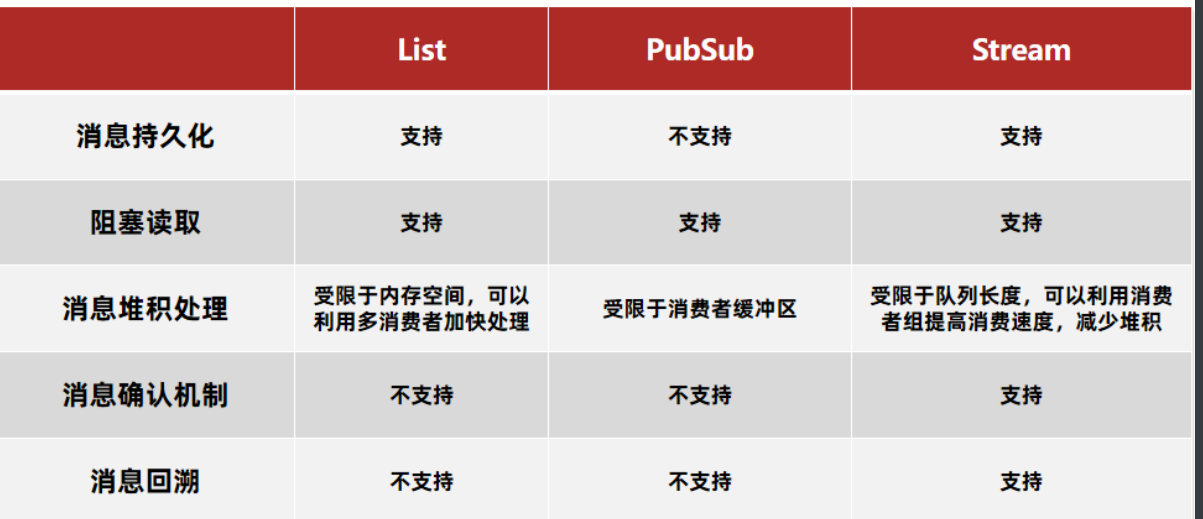 List PubSub Stream
消息持久化 支持 不支持 支持
阻塞读取 支持 支持 支持
消息堆积处理 受限于内存空间，可以 受限于消费者缓冲区 受限于队列长度，可以利用消费
利用多消费者加快处理 者组提高消费速度，减少堆积
消息确认机制 不支持 不支持 支持
消息回溯 不支持 不支持 支持